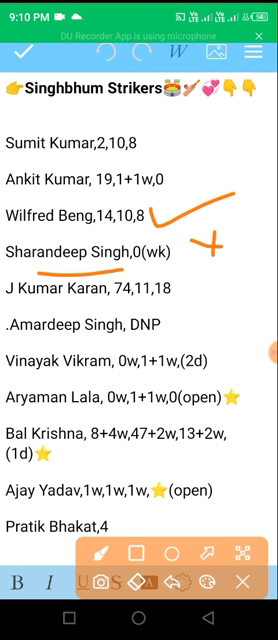 9:10 PM
DU Recorder App is using microphone
W
👉Singhbhum Strikers🏏💞👇👇
Sumit Kumar,2,10,8
Ankit Kumar, 19,1+1w,0
Wilfred Beng,14,10,8
Sharandeep Singh,0(wk)
J Kumar Karan, 74,11,18
.Amardeep Singh, DNP
Vinayak Vikram, 0w,1+1w,(2d)
Aryaman Lala, 0w,1+1w,0(open)⭐
Bal Krishna, 8+4w,47+2w,13+2w,
(1d)⭐
Ajay Yadav,1w,1w,1w,⭐(open)
Pratik Bhakat,4
B I U S A